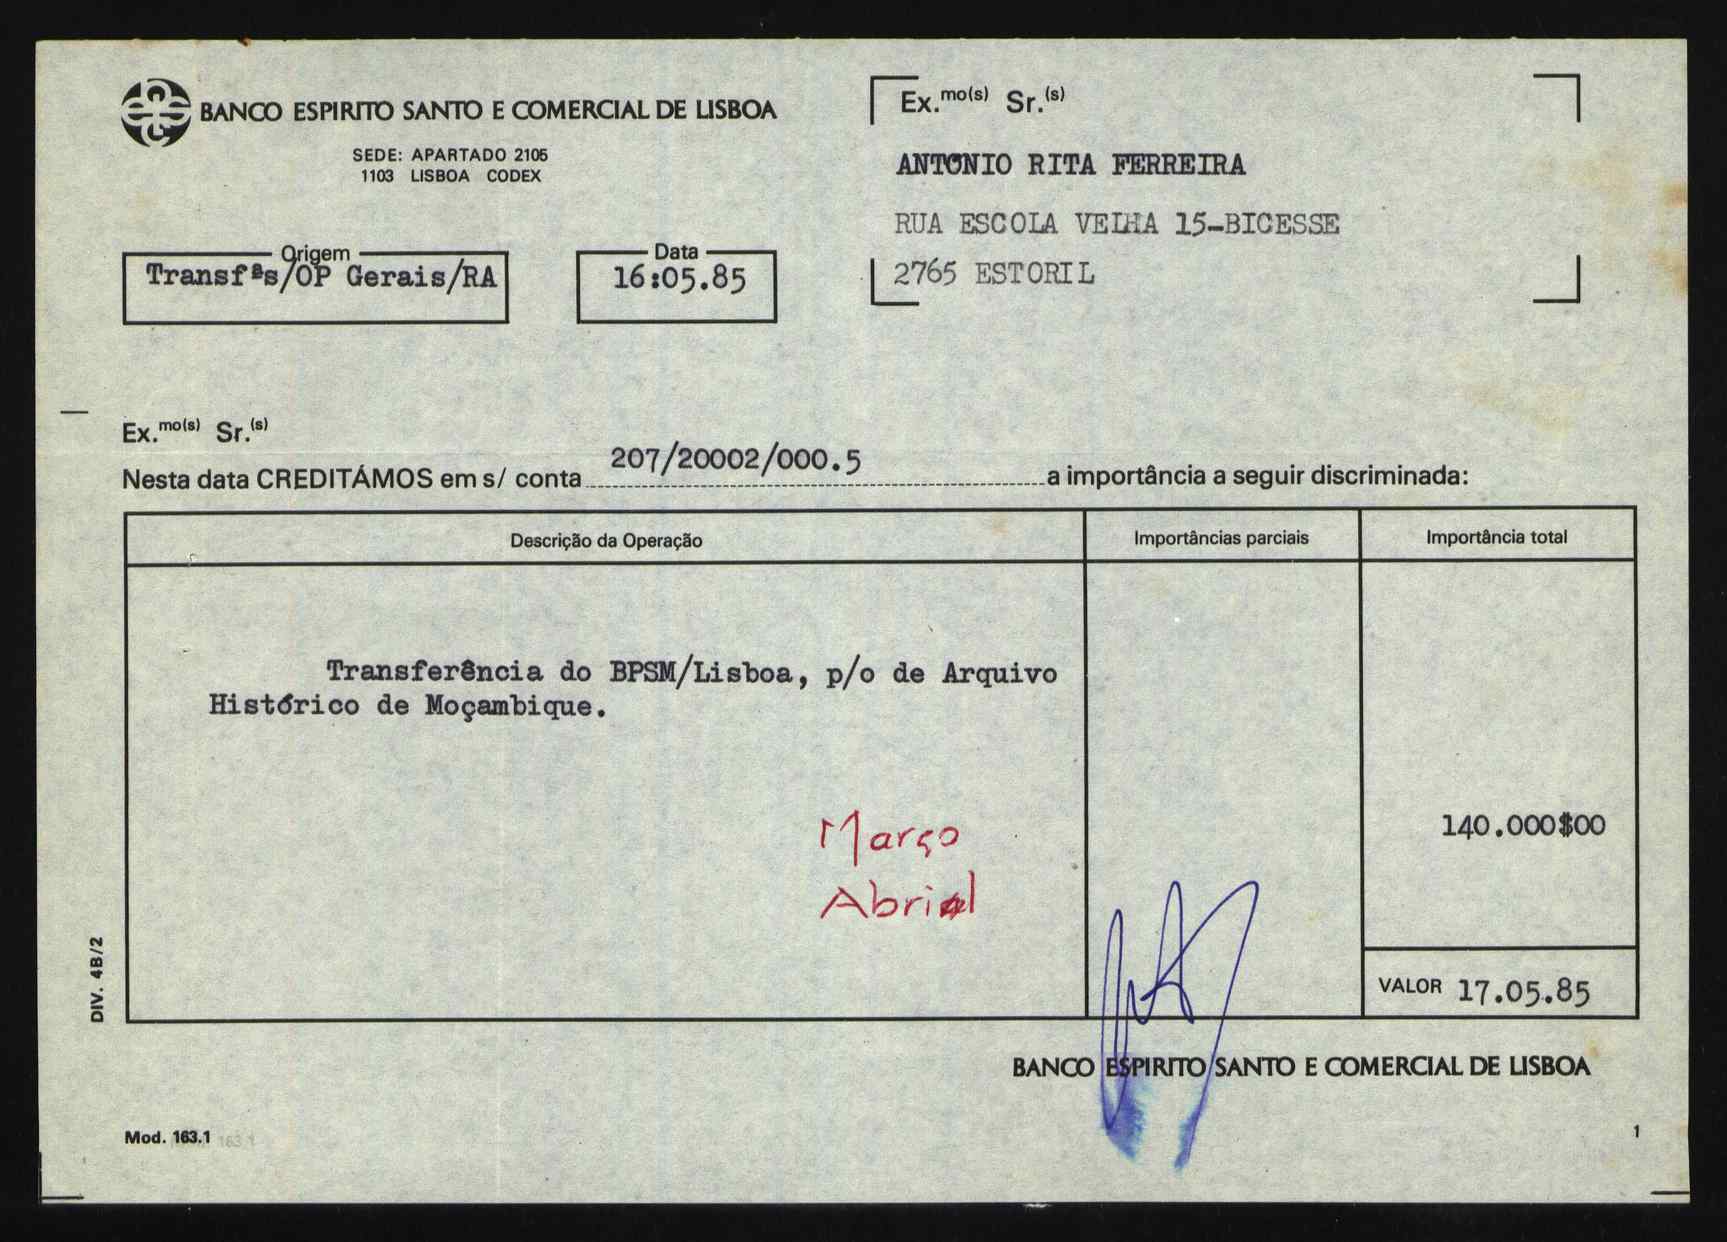 BANCO ESPIRITO SANTO E COMERCIAL DE LISBOA
SEDE: APARTADO 2105
1103 LISBOA CODEX
Ex.mo(s) Sr.(s)
ANTONIO RITA FERREIRA
RUA ESCOLA VELHA 15-BICESSE
2765 ESTORIL
Origem
Transfªs/OP Gerais/RA
Data
16:05.85
Ex.mo(s) Sr.(s)
Nesta data CREDITÁMOS em s/ conta 207/20002/000.5 a importância a seguir discriminada:
Descrição da Operação
Importâncias parciais
Importância total
Transferência do BPSM/Lisboa, p/o de Arquivo
Histórico de Moçambique.
140.000$00
Março
Abril
VALOR 17.05.85
DIV. 4B/2
BANCO ESPIRITO SANTO E COMERCIAL DE LISBOA
Mod. 163.1 163.1
1